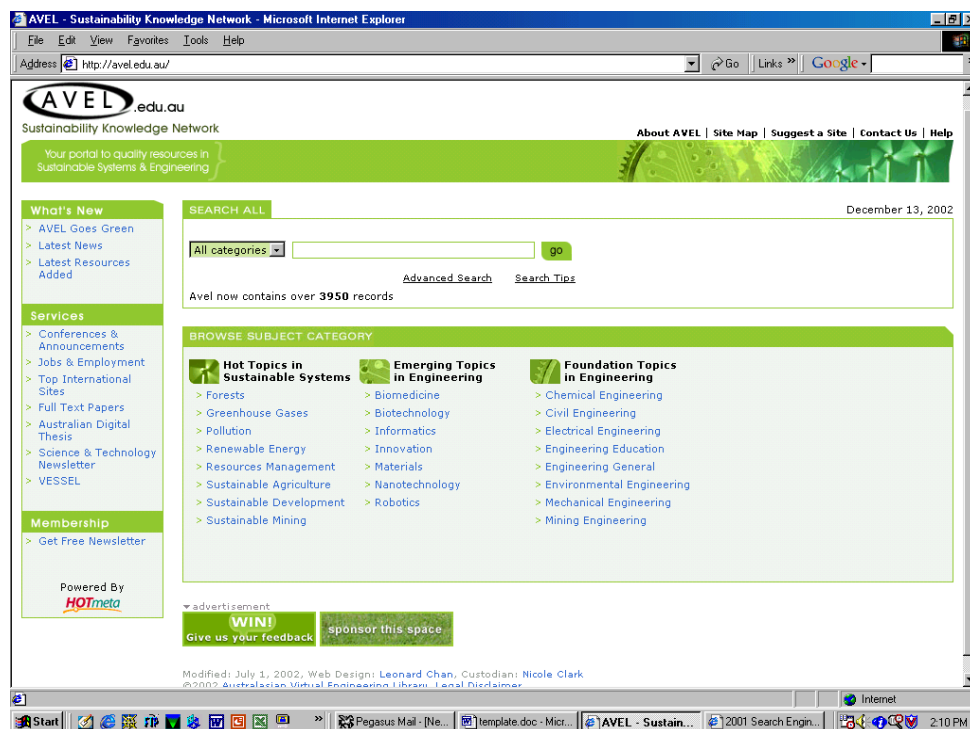 AVEL - Sustainability Knowledge Network - Microsoft Internet Explorer
File Edit View Favorites Tools Help
Address http://avel.edu.au/ Go Links » Google
AVEL.edu.au
Sustainability Knowledge Network
About AVEL | Site Map | Suggest a Site | Contact Us | Help
Your portal to quality resources in
Sustainable Systems & Engineering
What's New
> AVEL Goes Green
> Latest News
> Latest Resources
Added
Services
> Conferences &
Announcements
> Jobs & Employment
> Top International
Sites
> Full Text Papers
> Australian Digital
Thesis
> Science & Technology
Newsletter
> VESSEL
Membership
> Get Free Newsletter
Powered By
HOTmeta
SEARCH ALL
December 13, 2002
All categories go
Advanced Search Search Tips
Avel now contains over 3950 records
BROWSE SUBJECT CATEGORY
Hot Topics in
Sustainable Systems
> Forests
> Greenhouse Gases
> Pollution
> Renewable Energy
> Resources Management
> Sustainable Agriculture
> Sustainable Development
> Sustainable Mining
Emerging Topics
in Engineering
> Biomedicine
> Biotechnology
> Informatics
> Innovation
> Materials
> Nanotechnology
> Robotics
Foundation Topics
in Engineering
> Chemical Engineering
> Civil Engineering
> Electrical Engineering
> Engineering Education
> Engineering General
> Environmental Engineering
> Mechanical Engineering
> Mining Engineering
advertisement
WIN!
Give us your feedback
sponsor this space
Modified: July 1, 2002, Web Design: Leonard Chan, Custodian: Nicole Clark
©2002 Australasian Virtual Engineering Library. Legal Disclaimer
Internet
Start » Pegasus Mail - [Ne... template.doc - Micr... AVEL - Sustain... 2001 Search Engin... 2:10 PM